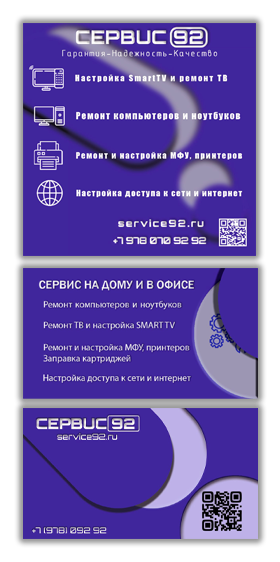 СЕРВИС 92
Гарантия-Надежность-Качество
Настройка SmartTV и ремонт ТВ
Ремонт компьютеров и ноутбуков
Ремонт и настройка МФУ, принтеров
Настройка доступа к сети и интернет
service92.ru
+7 978 070 92 92
СЕРВИС НА ДОМУ И В ОФИСЕ
Ремонт компьютеров и ноутбуков
Ремонт ТВ и настройка SMART TV
Ремонт и настройка МФУ, принтеров
Заправка картриджей
Настройка доступа к сети и интернет
СЕРВИС 92
service92.ru
+7 (978) 092 92